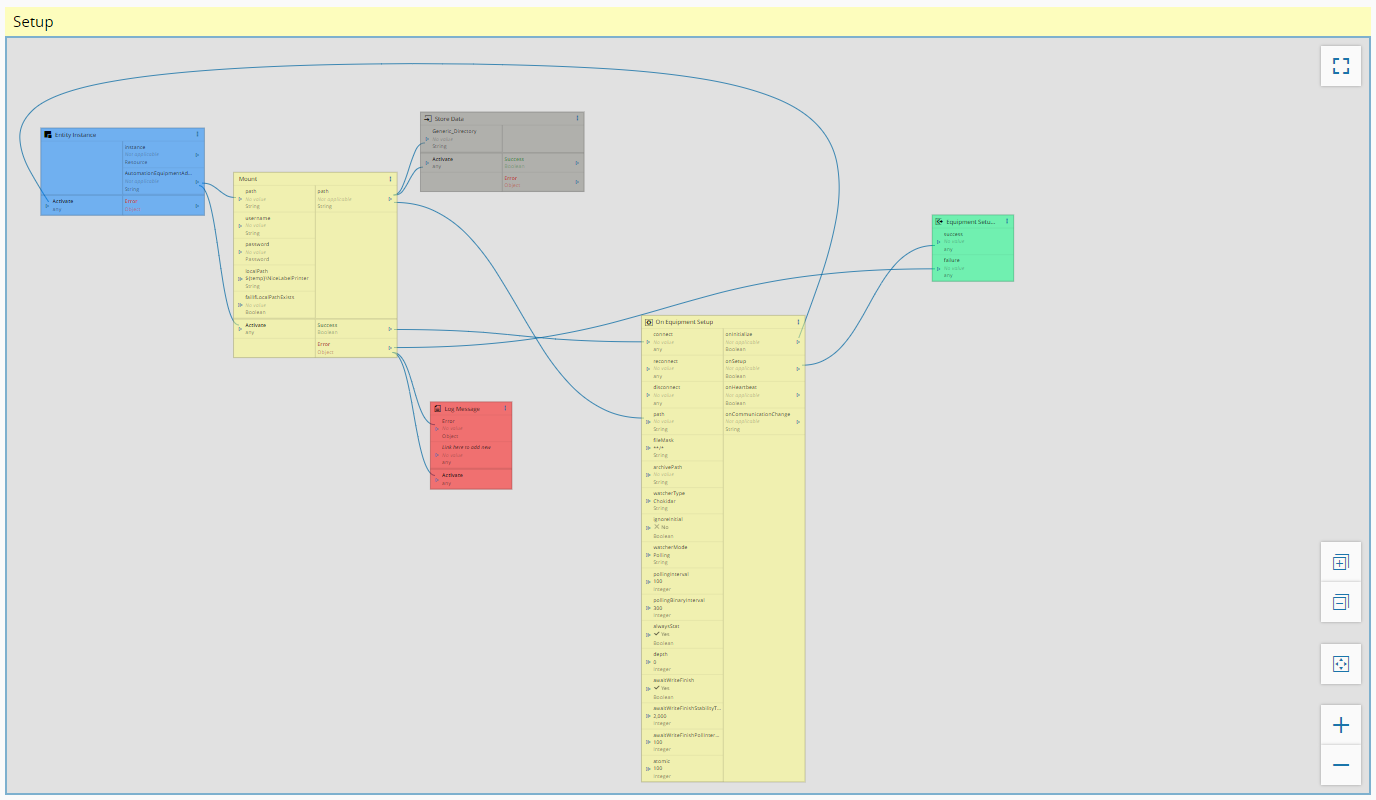 Setup
Entity Instance
Instance
Not applicable
Resource
AutomationEquipmentAd...
Not applicable
String
Activate
any
Error
Object
Mount
path
No value
String
path
Not applicable
String
username
No value
String
password
No value
Password
localPath
${temp}\NiceLabelPrinter
String
failIfLocalPathExists
No value
Boolean
Activate
any
Success
Boolean
Error
Object
Store Data
Generic_Directory
No value
String
Activate
any
Success
Boolean
Error
Object
Log Message
Error
No value
Object
Link here to add new
No value
any
Activate
any
On Equipment Setup
connect
No value
any
onInitialize
Not applicable
Boolean
reconnect
No value
any
onSetup
Not applicable
Boolean
disconnect
No value
any
onHeartbeat
Not applicable
Boolean
path
No value
String
onCommunicationChange
Not applicable
String
fileMask
**/*
String
archivePath
No value
String
watcherType
Chokidar
String
ignoreInitial
No
Boolean
watcherMode
Polling
String
pollingInterval
100
Integer
pollingBinaryInterval
300
Integer
alwaysStat
Yes
Boolean
depth
0
Integer
awaitWriteFinish
Yes
Boolean
awaitWriteFinishStabilityT...
2,000
Integer
awaitWriteFinishPollInter...
100
Integer
atomic
100
Integer
Equipment Setu...
success
No value
any
failure
No value
any